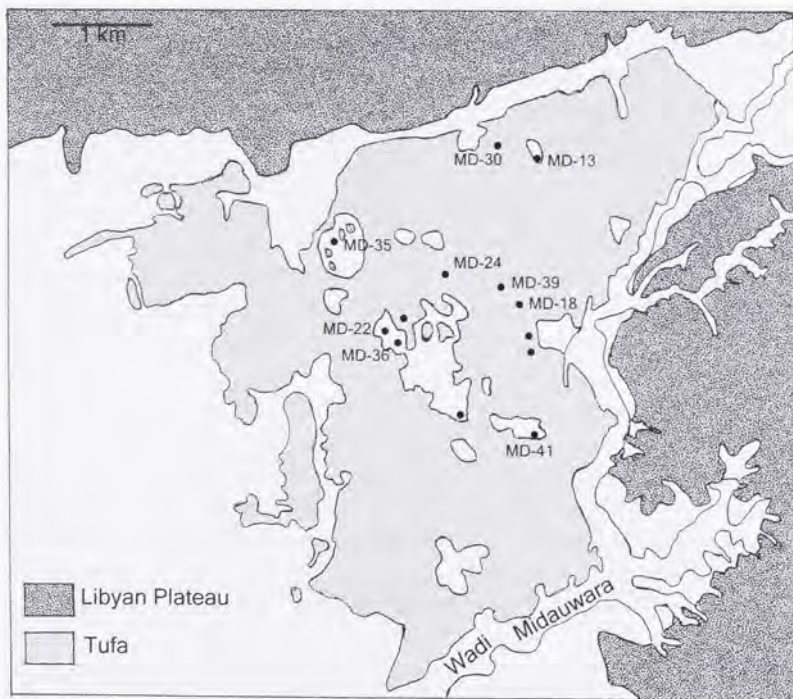 1 km
MD-30
MD-13
MD-35
MD-24
MD-39
MD-18
MD-22
MD-36
MD-41
Libyan Plateau
Tufa
Wadi Midauwara